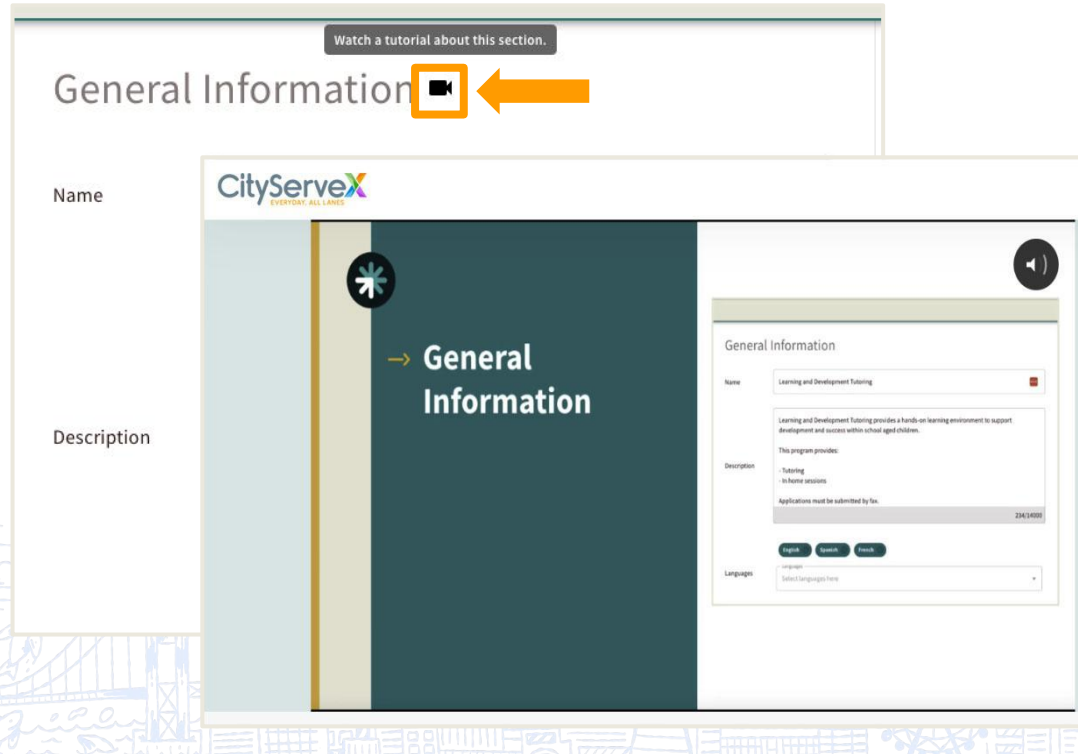 Watch a tutorial about this section.
General Information
Name
Description
CityServeX
EVERYDAY, ALL LANES
→ General
Information
General Information
Name
Learning and Development Tutoring
Description
Learning and Development Tutoring provides a hands-on learning environment to support
development and success within school aged children.
This program provides:
- Tutoring
- In home sessions
Applications must be submitted by fax.
234/14000
English
Spanish
French
Languages
Language
Select languages here